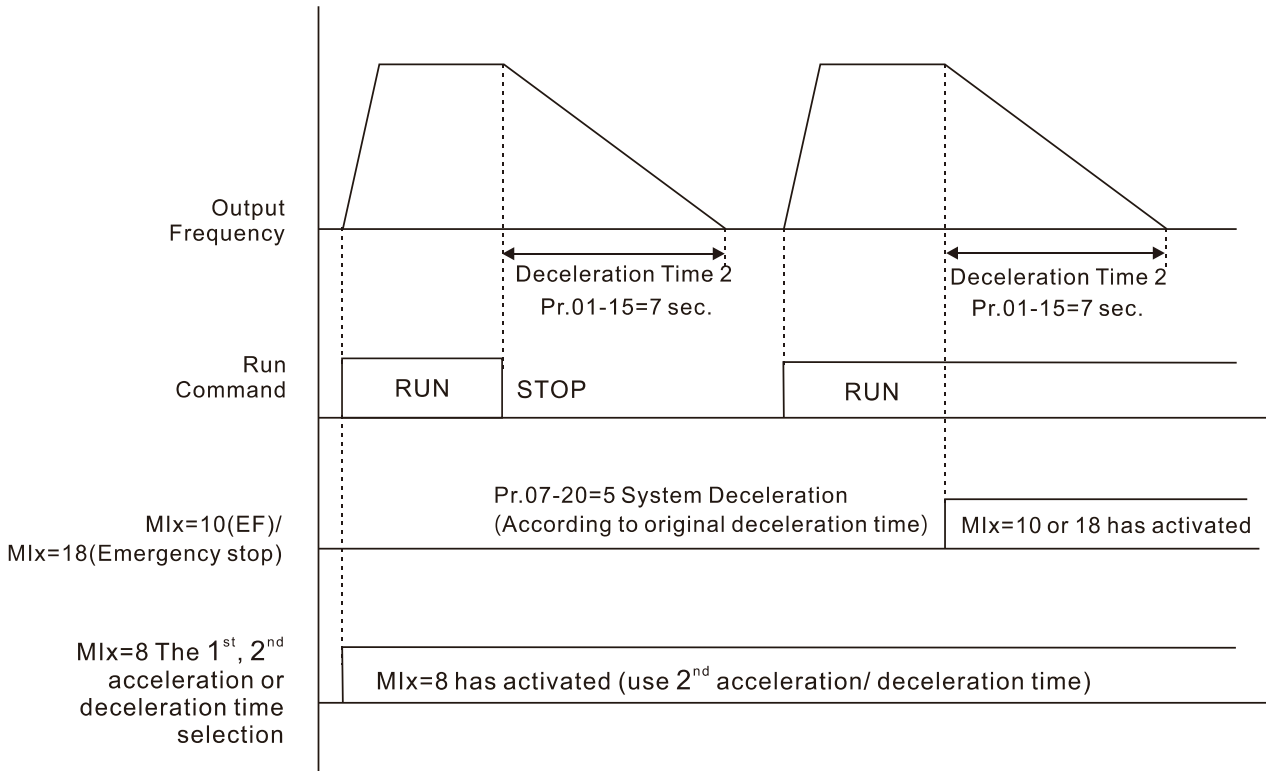 Output
Frequency
Deceleration Time 2
Pr.01-15=7 sec.
Deceleration Time 2
Pr.01-15=7 sec.
Run
Command
RUN
STOP
RUN
MIx=10(EF)/
MIx=18(Emergency stop)
Pr.07-20=5 System Deceleration
(According to original deceleration time)
MIx=10 or 18 has activated
MIx=8 The 1st, 2nd
acceleration or
deceleration time
selection
MIx=8 has activated (use 2nd acceleration/ deceleration time)